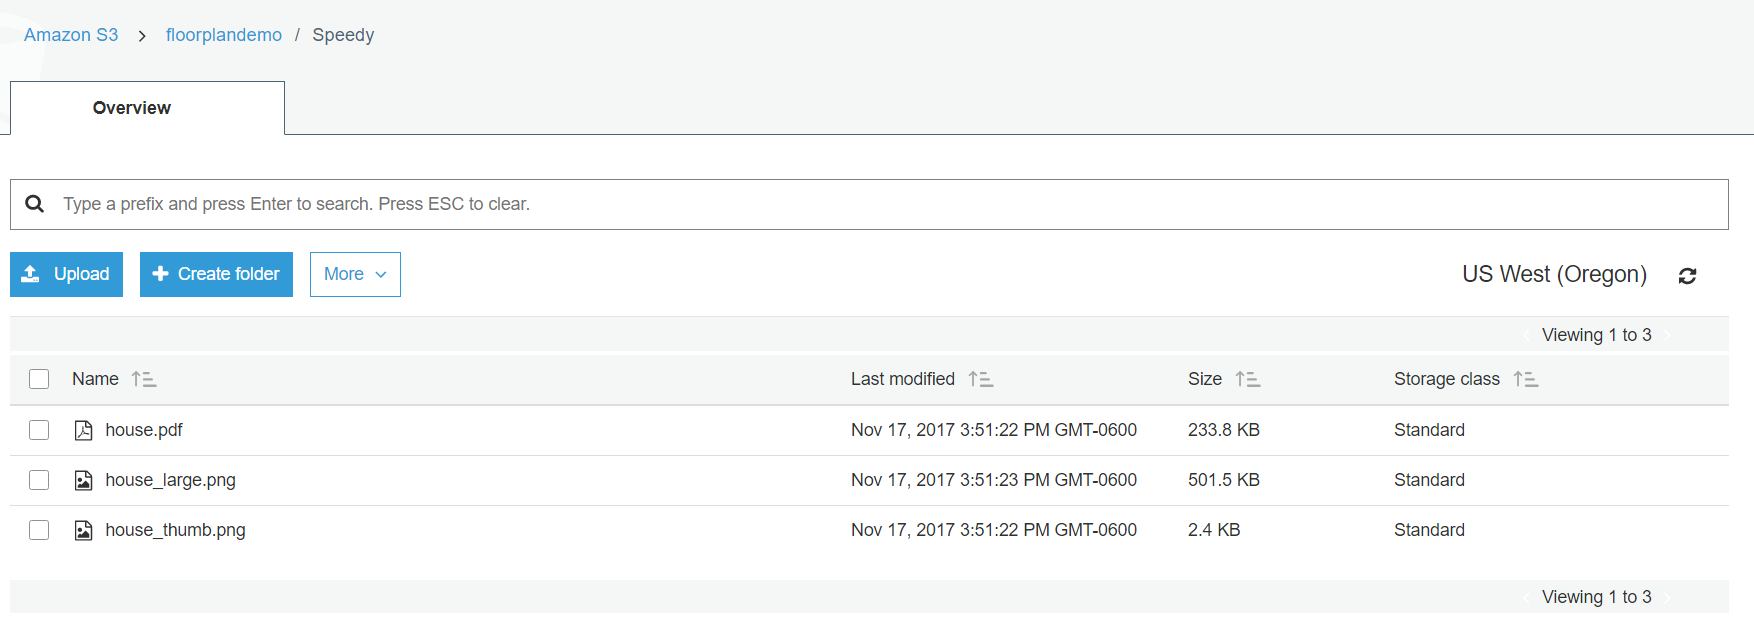 Amazon S3 > floorplandemo / Speedy
Overview
Type a prefix and press Enter to search. Press ESC to clear.
Upload Create folder More US West (Oregon)
Viewing 1 to 3
Name Last modified Size Storage class
house.pdf Nov 17, 2017 3:51:22 PM GMT-0600 233.8 KB Standard
house_large.png Nov 17, 2017 3:51:23 PM GMT-0600 501.5 KB Standard
house_thumb.png Nov 17, 2017 3:51:22 PM GMT-0600 2.4 KB Standard
Viewing 1 to 3